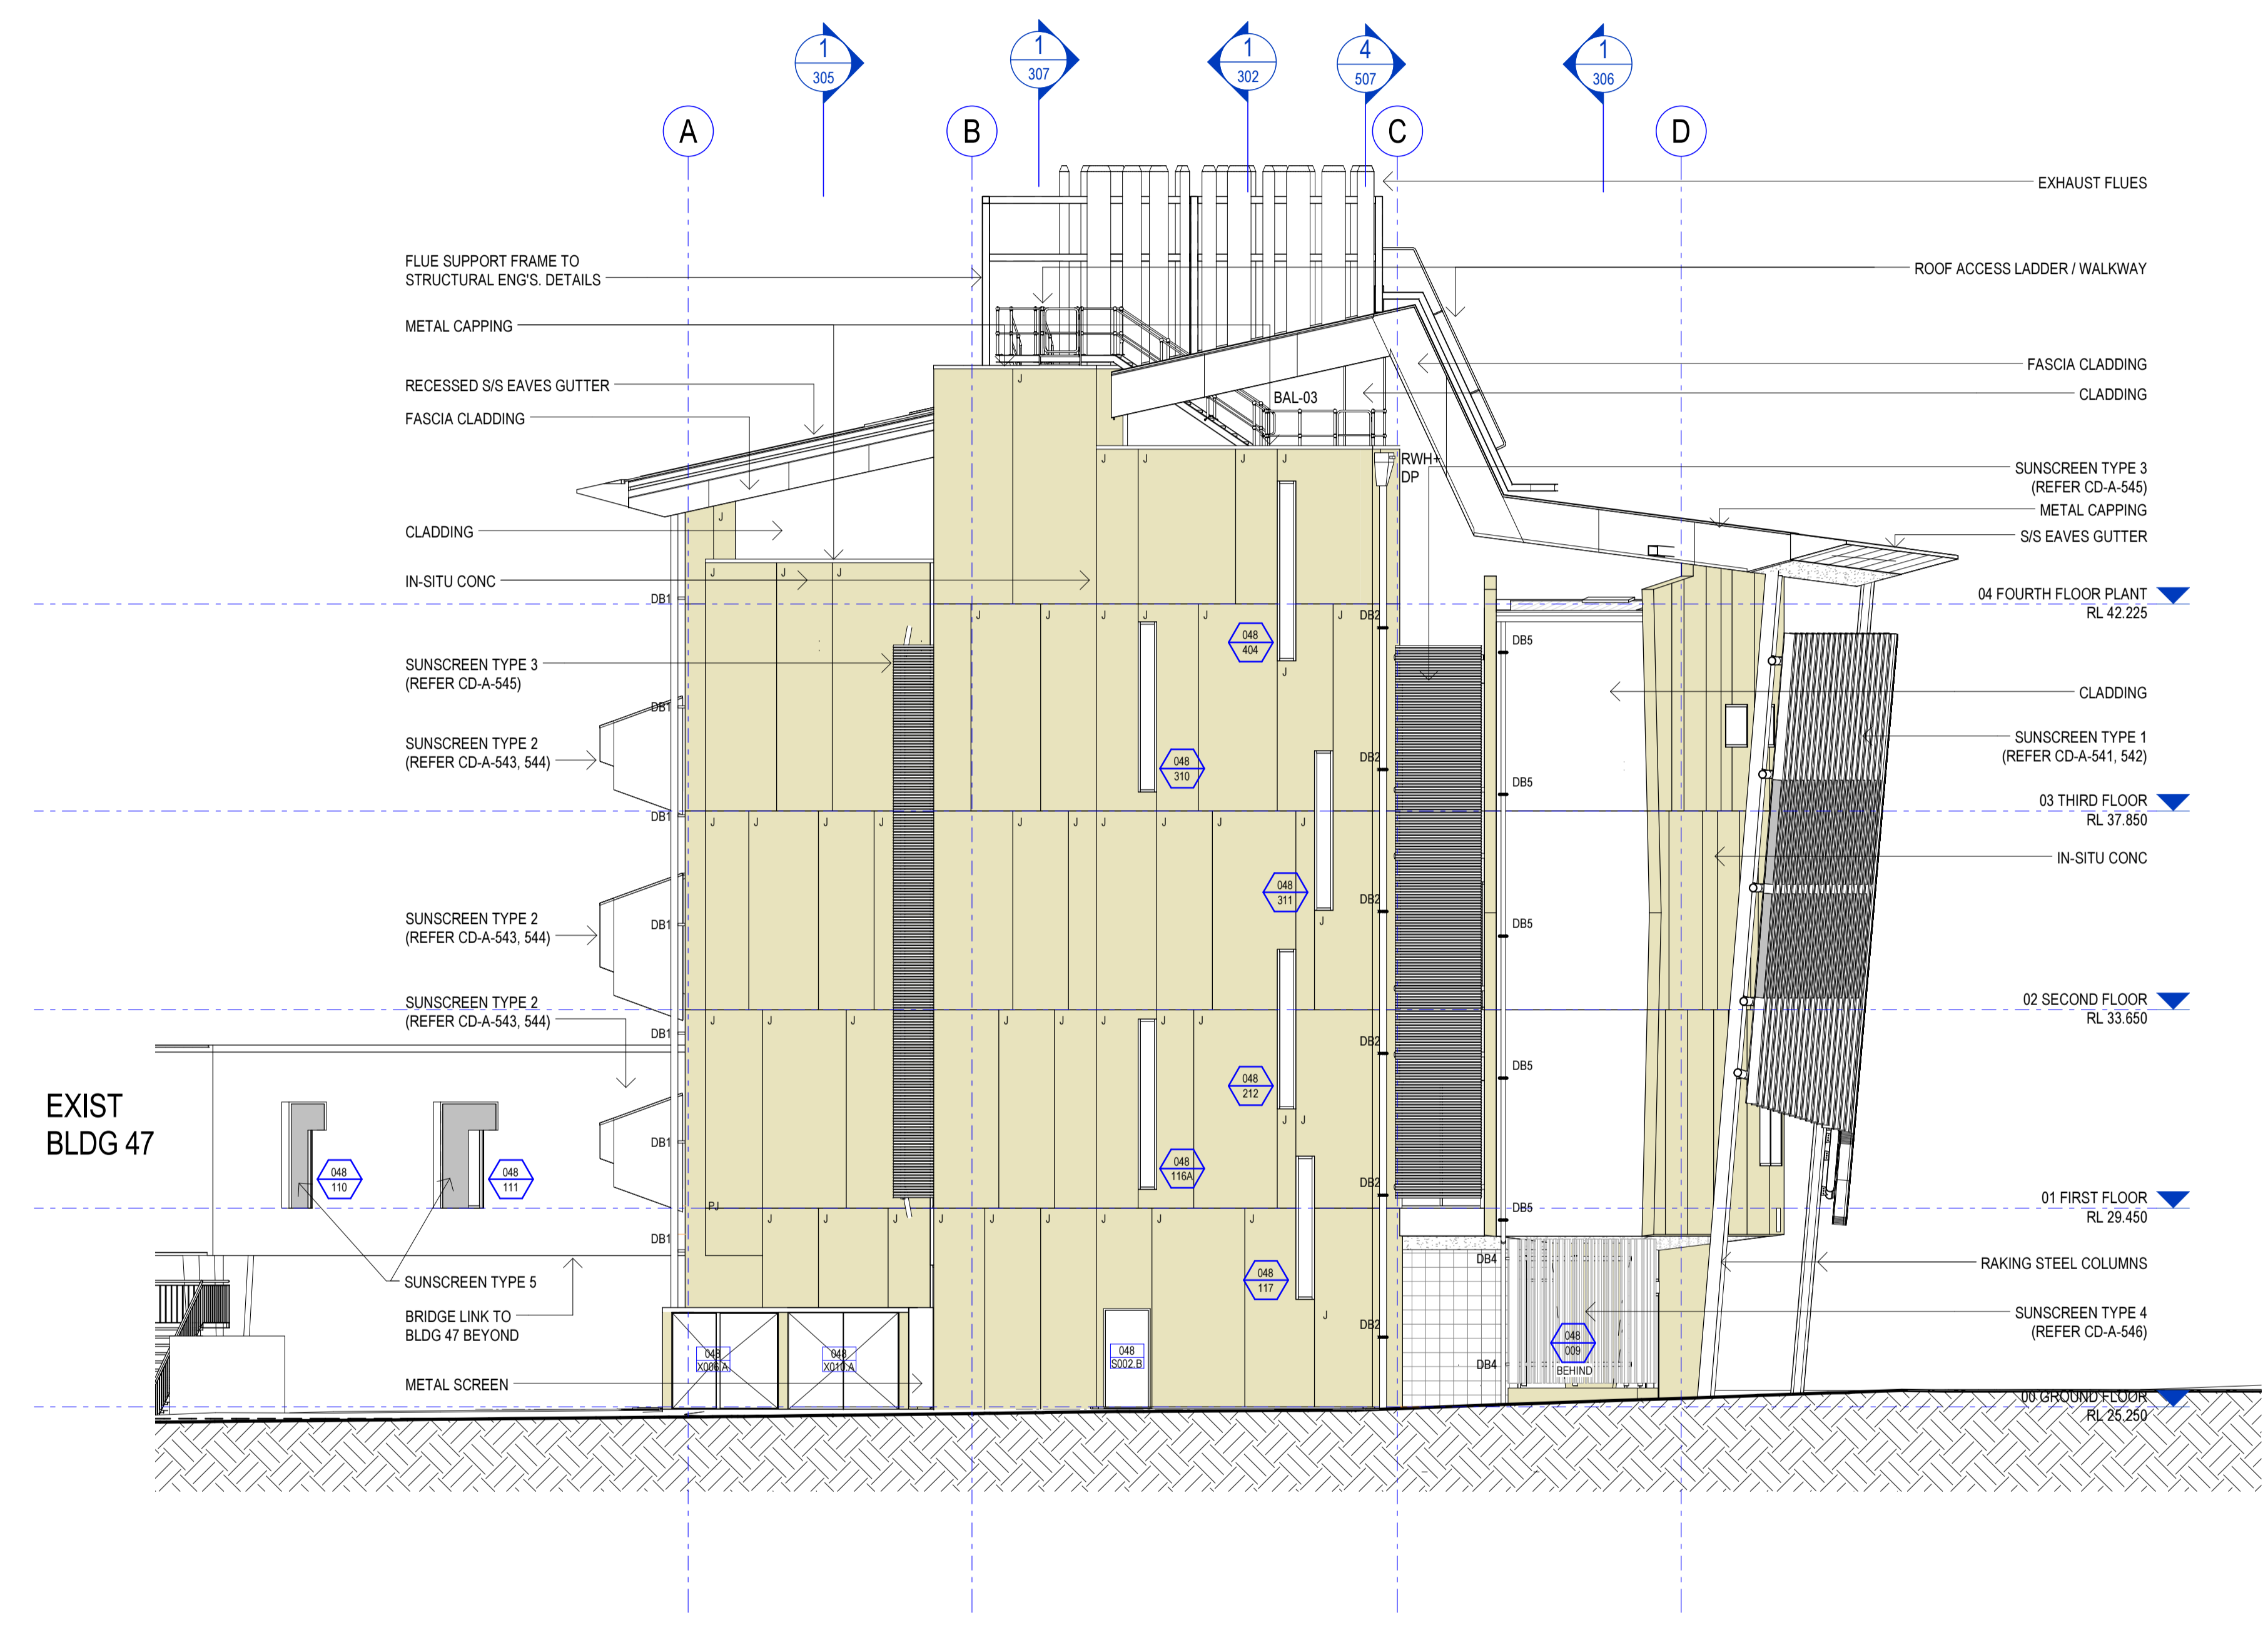 1
305
1
307
1
302
4
507
1
306
A
B
C
D
EXHAUST FLUES
FLUE SUPPORT FRAME TO
STRUCTURAL ENG'S. DETAILS
ROOF ACCESS LADDER / WALKWAY
METAL CAPPING
FASCIA CLADDING
RECESSED S/S EAVES GUTTER
J
CLADDING
BAL-03
FASCIA CLADDING
J
J
J
J
RWH+
DP
SUNSCREEN TYPE 3
(REFER CD-A-545)
METAL CAPPING
J
CLADDING
S/S EAVES GUTTER
IN-SITU CONC
J
J
J
04 FOURTH FLOOR PLANT
RL 42.225
DB1
J
J
J
J
J
J
DB2
048
404
DB5
SUNSCREEN TYPE 3
(REFER CD-A-545)
J
CLADDING
DB1
SUNSCREEN TYPE 2
(REFER CD-A-543, 544)
048
310
DB2
DB5
SUNSCREEN TYPE 1
(REFER CD-A-541, 542)
03 THIRD FLOOR
RL 37.850
DB1
J
J
J
J
J
J
J
J
J
J
IN-SITU CONC
048
311
DB2
SUNSCREEN TYPE 2
(REFER CD-A-543, 544)
DB1
J
DB5
SUNSCREEN TYPE 2
(REFER CD-A-543, 544)
02 SECOND FLOOR
RL 33.650
DB1
J
J
J
J
J
J
J
J
DB2
DB5
048
212
EXIST
BLDG 47
J
J
DB1
048
110
048
111
048
116A
DB2
01 FIRST FLOOR
RL 29.450
PJ
DB5
J
J
J
J
J
J
J
J
J
DB1
DB4
048
117
RAKING STEEL COLUMNS
SUNSCREEN TYPE 5
BRIDGE LINK TO
BLDG 47 BEYOND
J
DB2
SUNSCREEN TYPE 4
(REFER CD-A-546)
048
009
BEHIND
048
X006.A
048
X010.A
048
S002.B
DB4
METAL SCREEN
00 GROUND FLOOR
RL 25.250